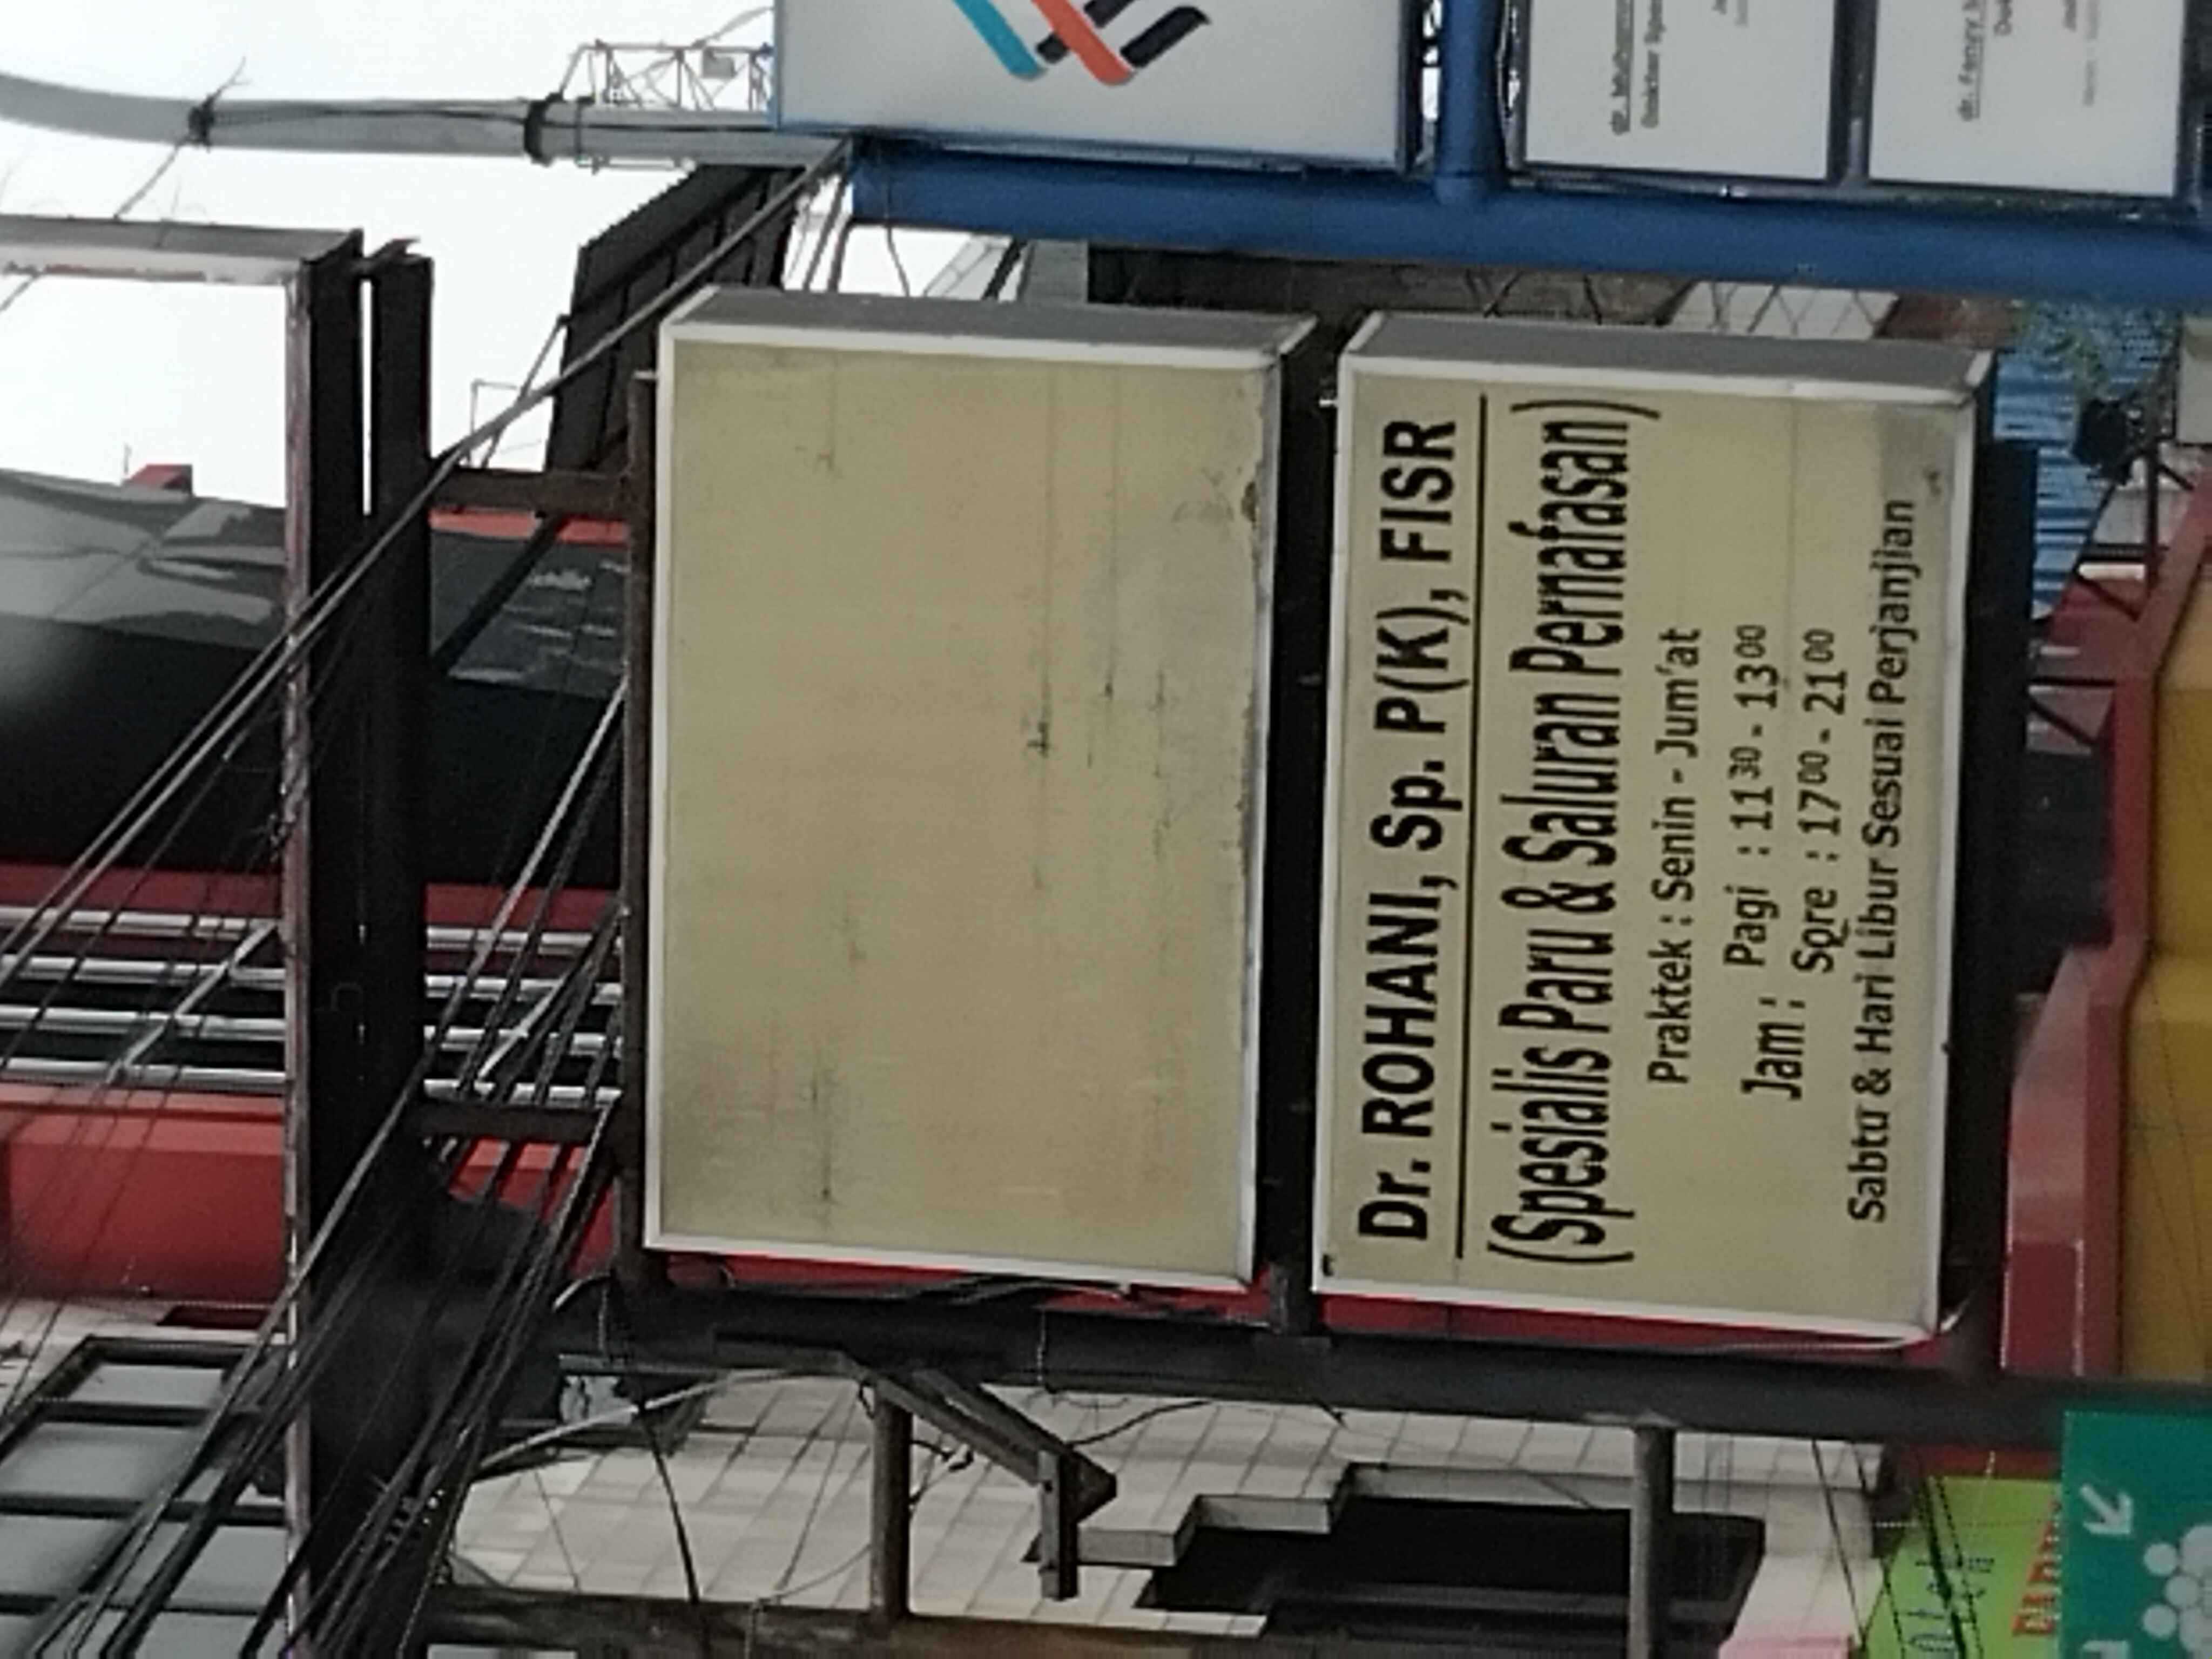 Dr. ROHANI, Sp. P(K), FISR
(Spesialis Paru & Saluran Pernafasan)
Praktek : Senin - Jum'at
Jam : Pagi : 11³⁰ - 13⁰⁰
Sore : 17⁰⁰ - 21⁰⁰
Sabtu & Hari Libur Sesuai Perjanjian